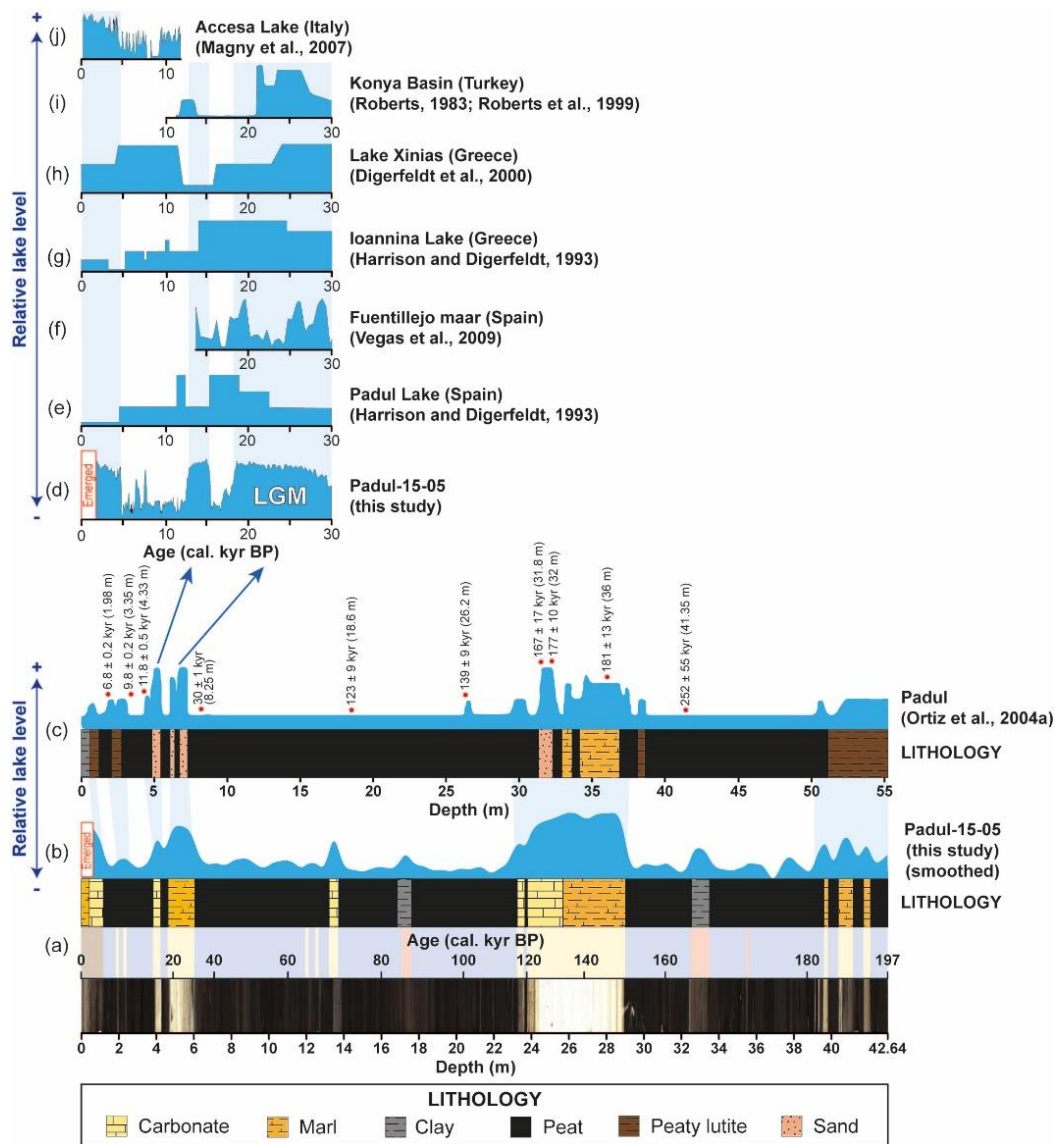 +
Relative lake level
-
(j)
Accesa Lake (Italy)
(Magny et al., 2007)
0 10
(i)
Konya Basin (Turkey)
(Roberts, 1983; Roberts et al., 1999)
10 20 30
(h)
Lake Xinias (Greece)
(Digerfeldt et al., 2000)
0 10 20 30
(g)
Ioannina Lake (Greece)
(Harrison and Digerfeldt, 1993)
0 10 20 30
(f)
Fuentillejo maar (Spain)
(Vegas et al., 2009)
20 30
(e)
Padul Lake (Spain)
(Harrison and Digerfeldt, 1993)
0 10 20 30
(d)
Emerged
LGM
Padul-15-05
(this study)
0 10 20 30
Age (cal. kyr BP)
6.8 ± 0.2 kyr (1.98 m)
9.8 ± 0.2 kyr (3.35 m)
11.8 ± 0.5 kyr (4.33 m)
30 ± 1 kyr
(8.25 m)
123 ± 9 kyr (18.6 m)
139 ± 9 kyr (26.2 m)
167 ± 17 kyr (31.8 m)
177 ± 10 kyr (32 m)
181 ± 13 kyr (36 m)
252 ± 55 kyr (41.35 m)
+
Relative lake level
-
(c)
Padul
(Ortiz et al., 2004a)
LITHOLOGY
0 5 10 15 20 25 30 35 40 45 50 55
Depth (m)
(b)
Emerged
Padul-15-05
(this study)
(smoothed)
LITHOLOGY
(a)
Age (cal. kyr BP)
0 20 40 60 80 100 120 140 160 180 197
0 2 4 6 8 10 12 14 16 18 20 22 24 26 28 30 32 34 36 38 40 42.64
Depth (m)
LITHOLOGY
Carbonate Marl Clay Peat Peaty lutite Sand